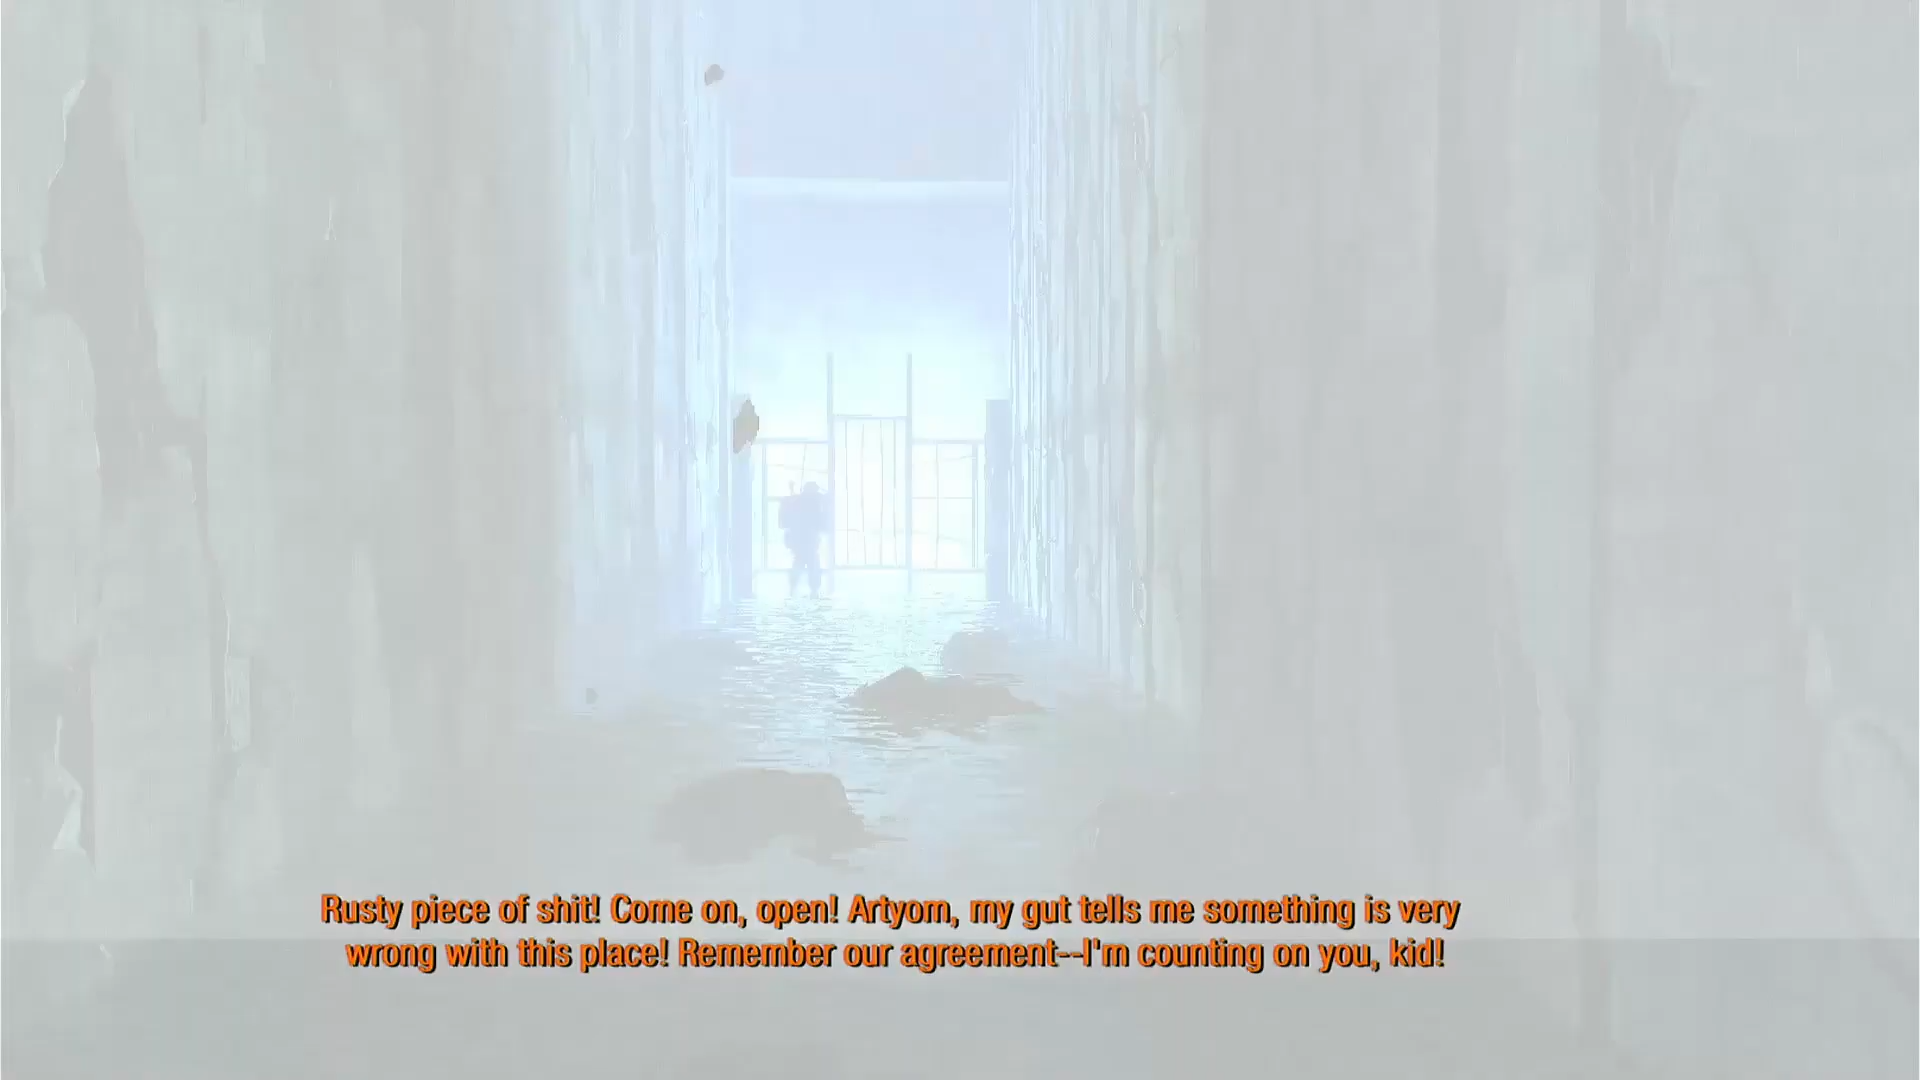 Rusty piece of shit! Come on, open! Artyom, my gut tells me something is very
wrong with this place! Remember our agreement--I'm counting on you, kid!